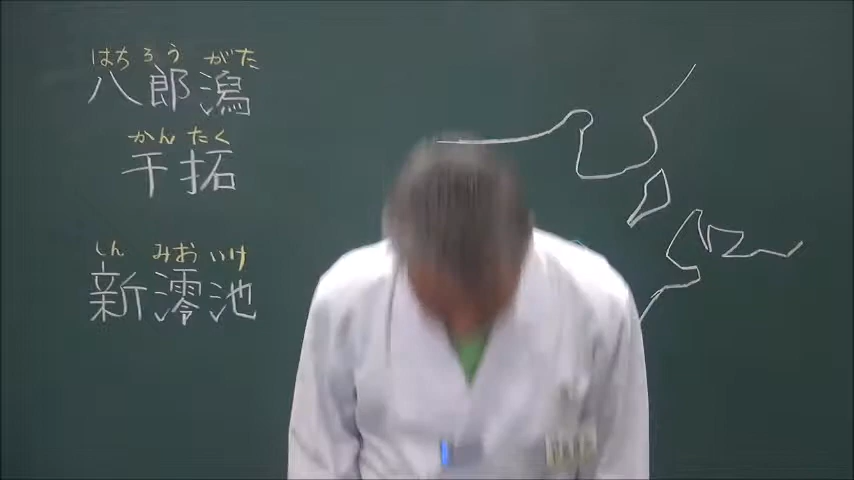 はちろうがた
八郎潟
かんたく
干拓
しんみおいけ
新澪池